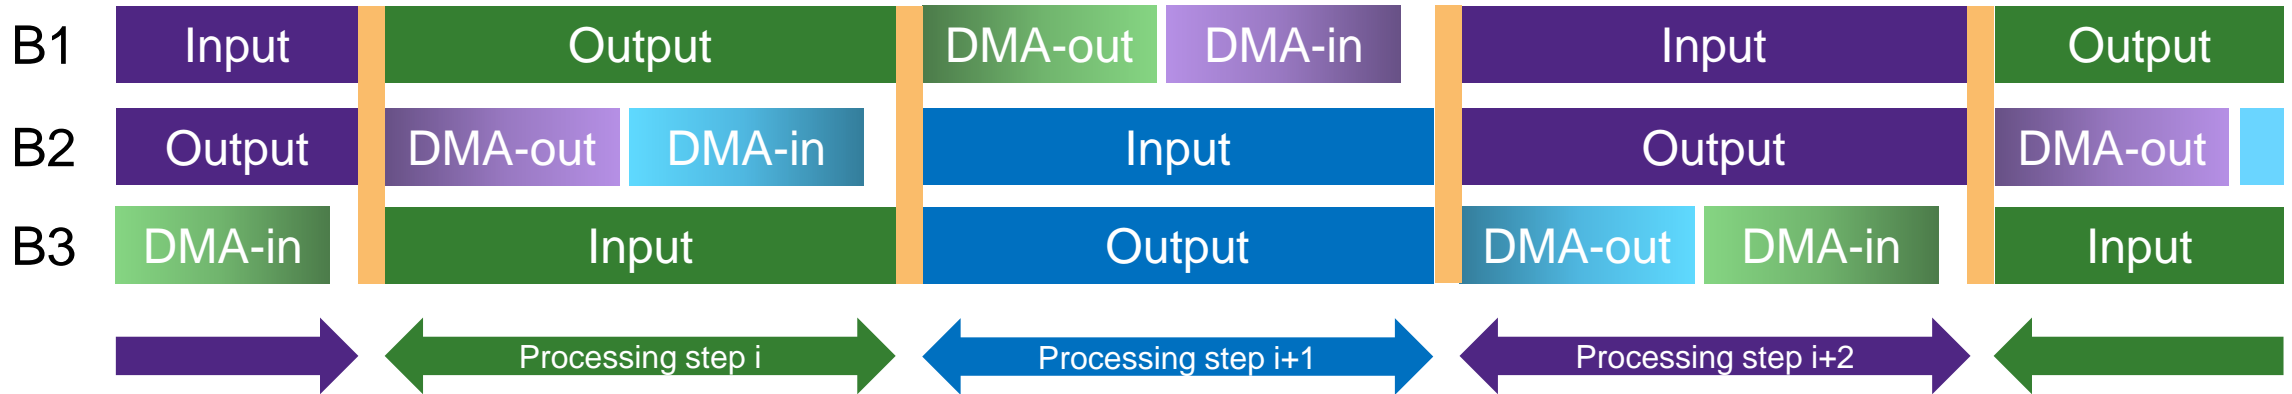 B1 Input Output DMA-out DMA-in Input Output
B2 Output DMA-out DMA-in Input Output DMA-out
B3 DMA-in Input Output DMA-out DMA-in Input
Processing step i Processing step i+1 Processing step i+2